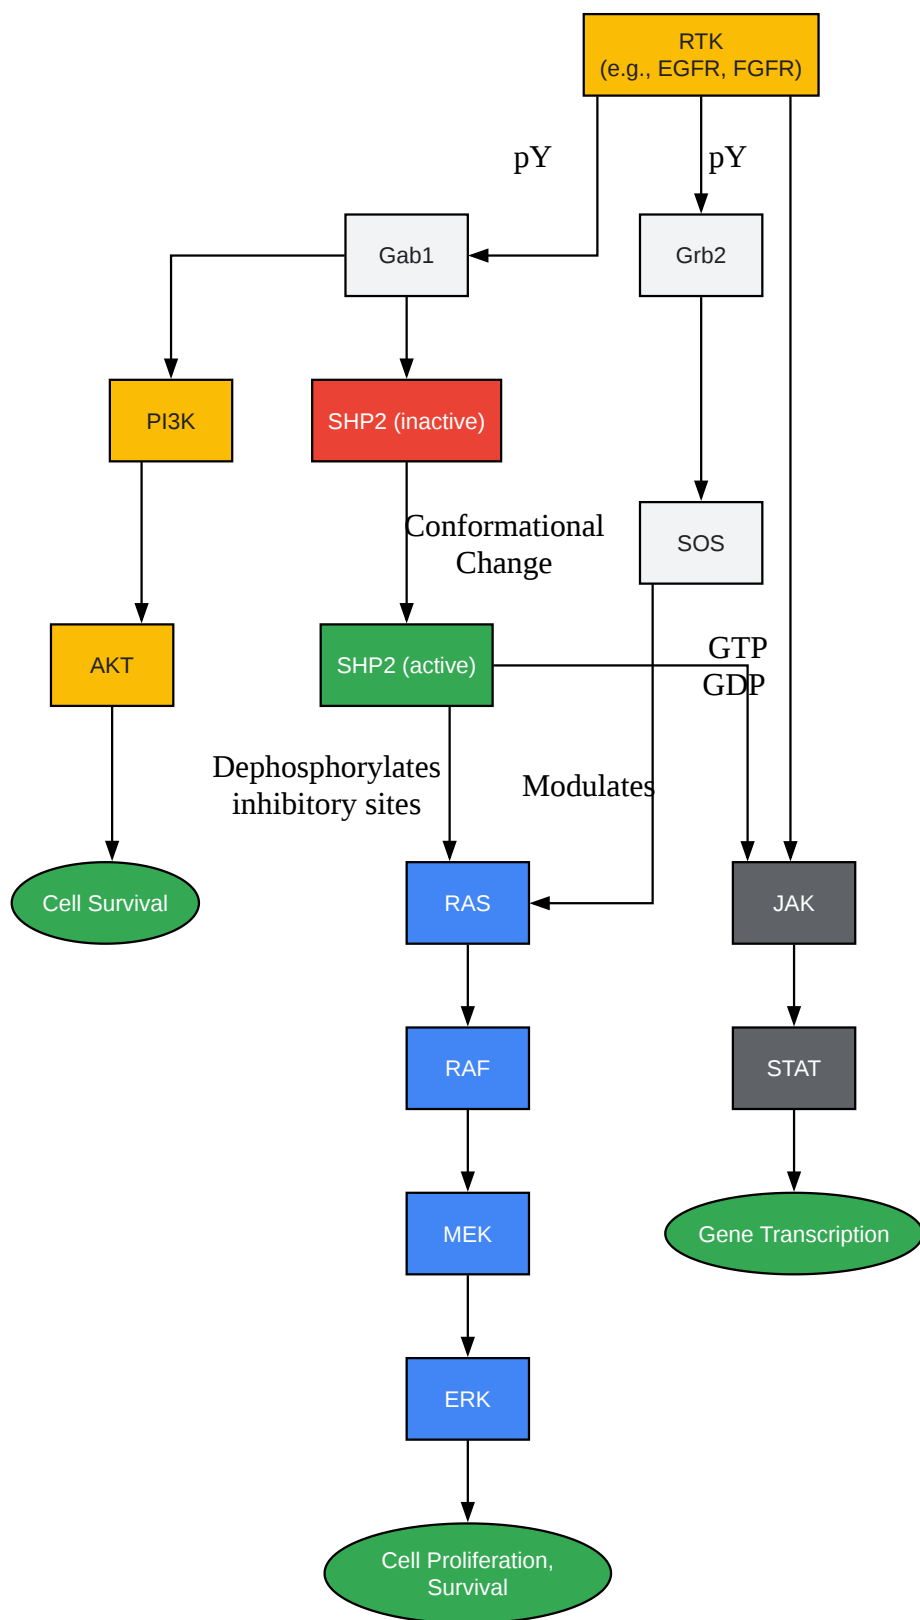 RTK
(e.g., EGFR, FGFR)
pY
pY
Gab1
Grb2
PI3K
SHP2 (inactive)
Conformational
Change
SOS
AKT
SHP2 (active)
GTP
GDP
Dephosphorylates
inhibitory sites
Modulates
Cell Survival
RAS
JAK
RAF
STAT
MEK
Gene Transcription
ERK
Cell Proliferation,
Survival